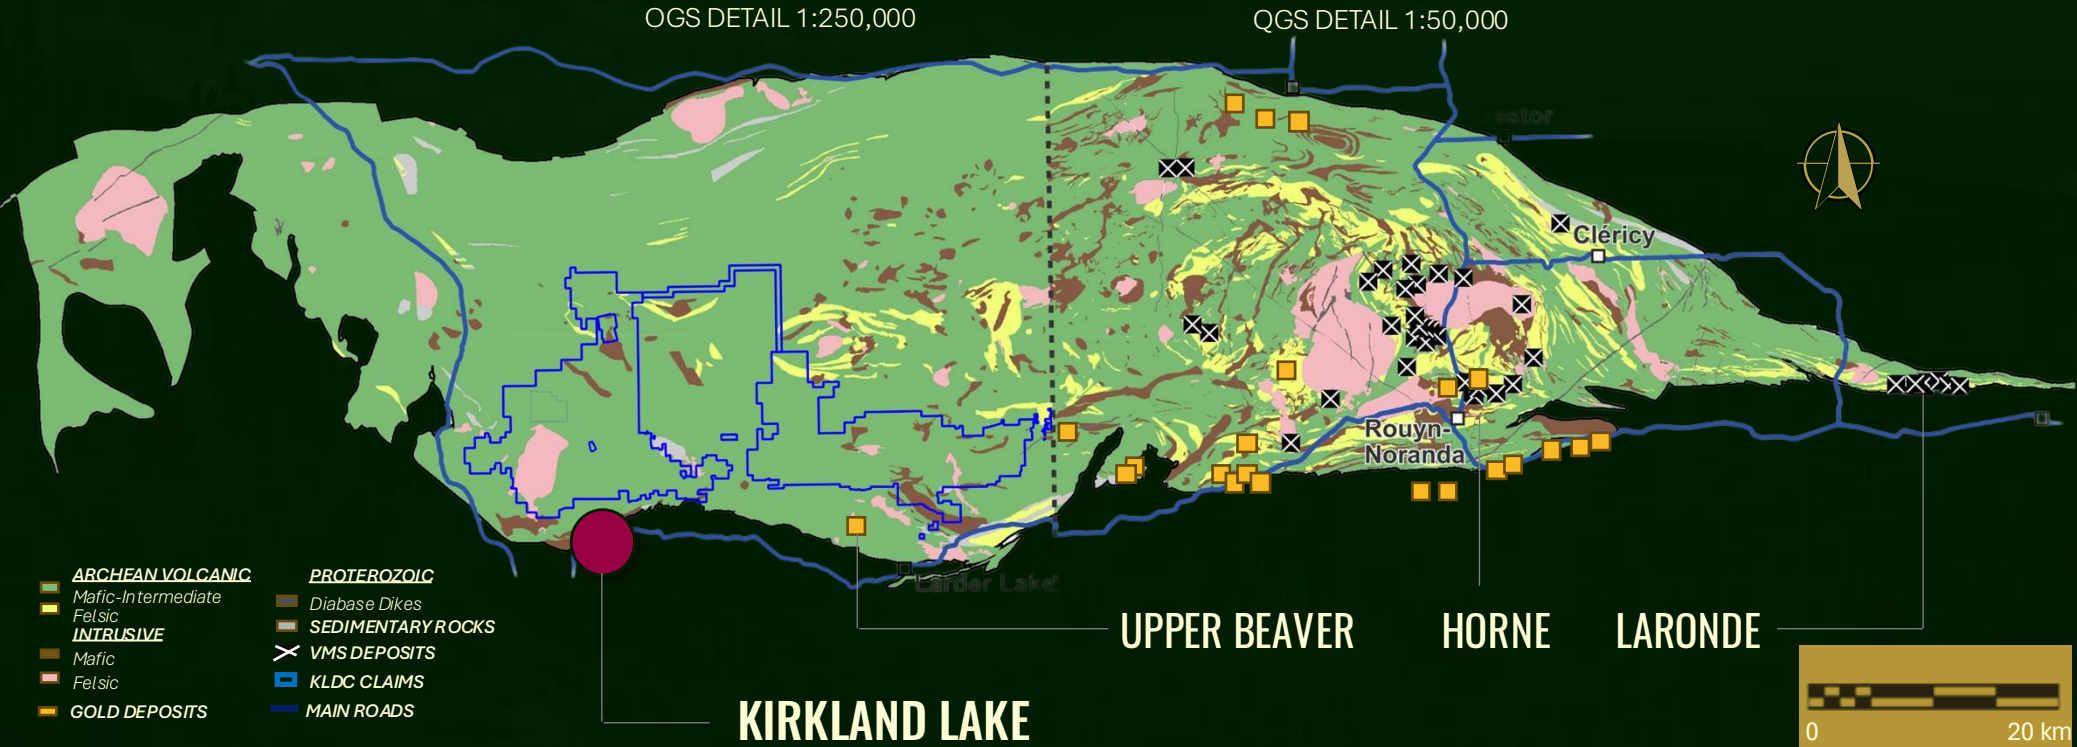 OGS DETAIL 1:250,000
QGS DETAIL 1:50,000
Cléricy
Rouyn-
Noranda
Larder Lake
ARCHEAN VOLCANIC
Mafic-Intermediate
Felsic
INTRUSIVE
Mafic
Felsic
GOLD DEPOSITS
PROTEROZOIC
Diabase Dikes
SEDIMENTARY ROCKS
VMS DEPOSITS
KLDC CLAIMS
MAIN ROADS
UPPER BEAVER
HORNE
LARONDE
KIRKLAND LAKE
0
20 km